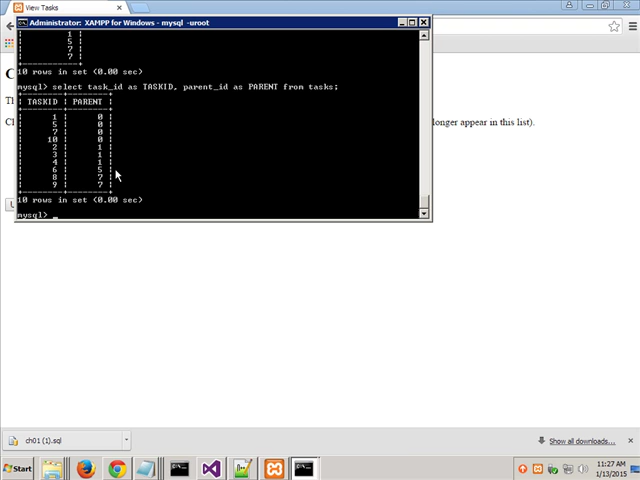 View Tasks
Administrator: XAMPP for Windows - mysql -uroot
1
5
7
7
10 rows in set (0.00 sec)
mysql> select task_id as TASKID, parent_id as PARENT from tasks;
TASKID | PARENT
1 | 0
5 | 0
7 | 0
10 | 0
2 | 1
3 | 1
4 | 1
6 | 5
8 | 7
9 | 7
10 rows in set (0.00 sec)
mysql> _
longer appear in this list).
ch01 (1).sql
Show all downloads...
Start
11:27 AM
1/13/2015